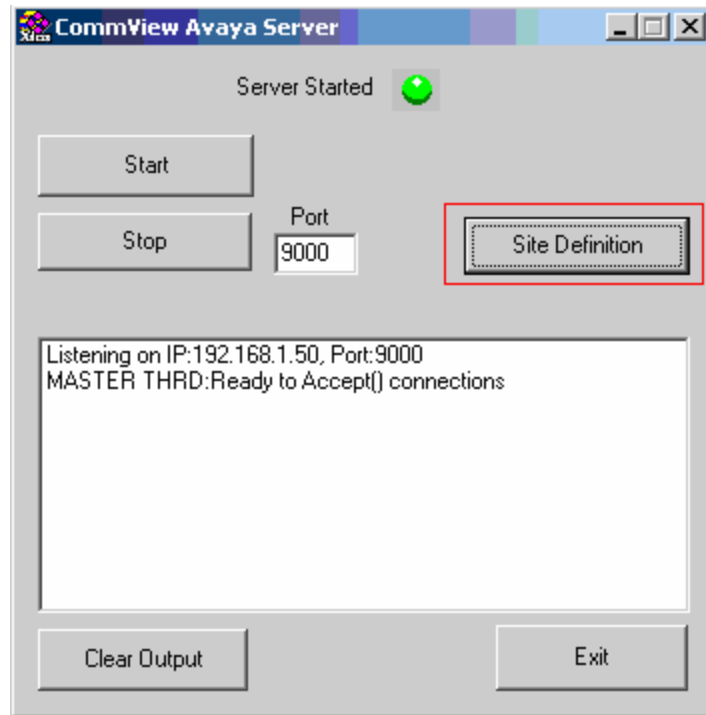 CommView Avaya Server
Server Started
Start
Stop
Port
9000
Site Definition
Listening on IP:192.168.1.50, Port:9000
MASTER THRD:Ready to Accept() connections
Clear Output
Exit